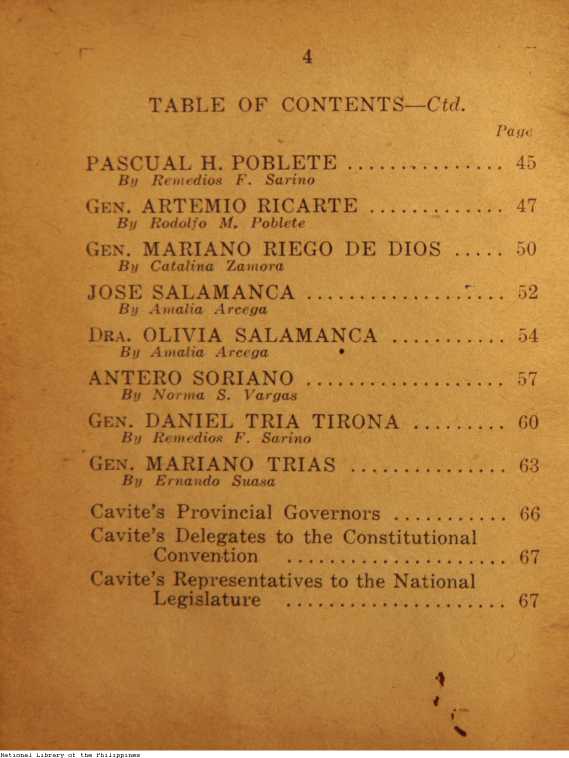 4
TABLE OF CONTENTS—Ctd.
Page
PASCUAL H. POBLETE ............... 45
By Remedios F. Sarino
GEN. ARTEMIO RICARTE ............. 47
By Rodolfo M. Poblete
GEN. MARIANO RIEGO DE DIOS ..... 50
By Catalina Zamora
JOSE SALAMANCA ................... 52
By Amalia Arcega
DRA. OLIVIA SALAMANCA ........... 54
By Amalia Arcega
ANTERO SORIANO ................... 57
By Norma S. Vargas
GEN. DANIEL TRIA TIRONA ......... 60
By Remedios F. Sarino
GEN. MARIANO TRIAS ............... 63
By Ernando Suasa
Cavite's Provincial Governors ........... 66
Cavite's Delegates to the Constitutional
Convention ..................... 67
Cavite's Representatives to the National
Legislature ..................... 67
National Library of the Philippines